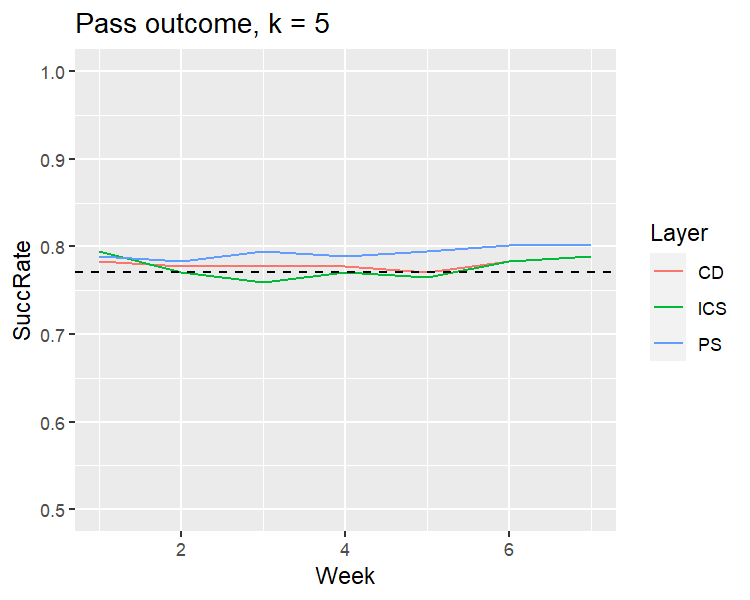 Pass outcome, k = 5
1.0
0.9
0.8
0.7
0.6
0.5
SuccRate
2
4
6
Week
Layer
CD
ICS
PS